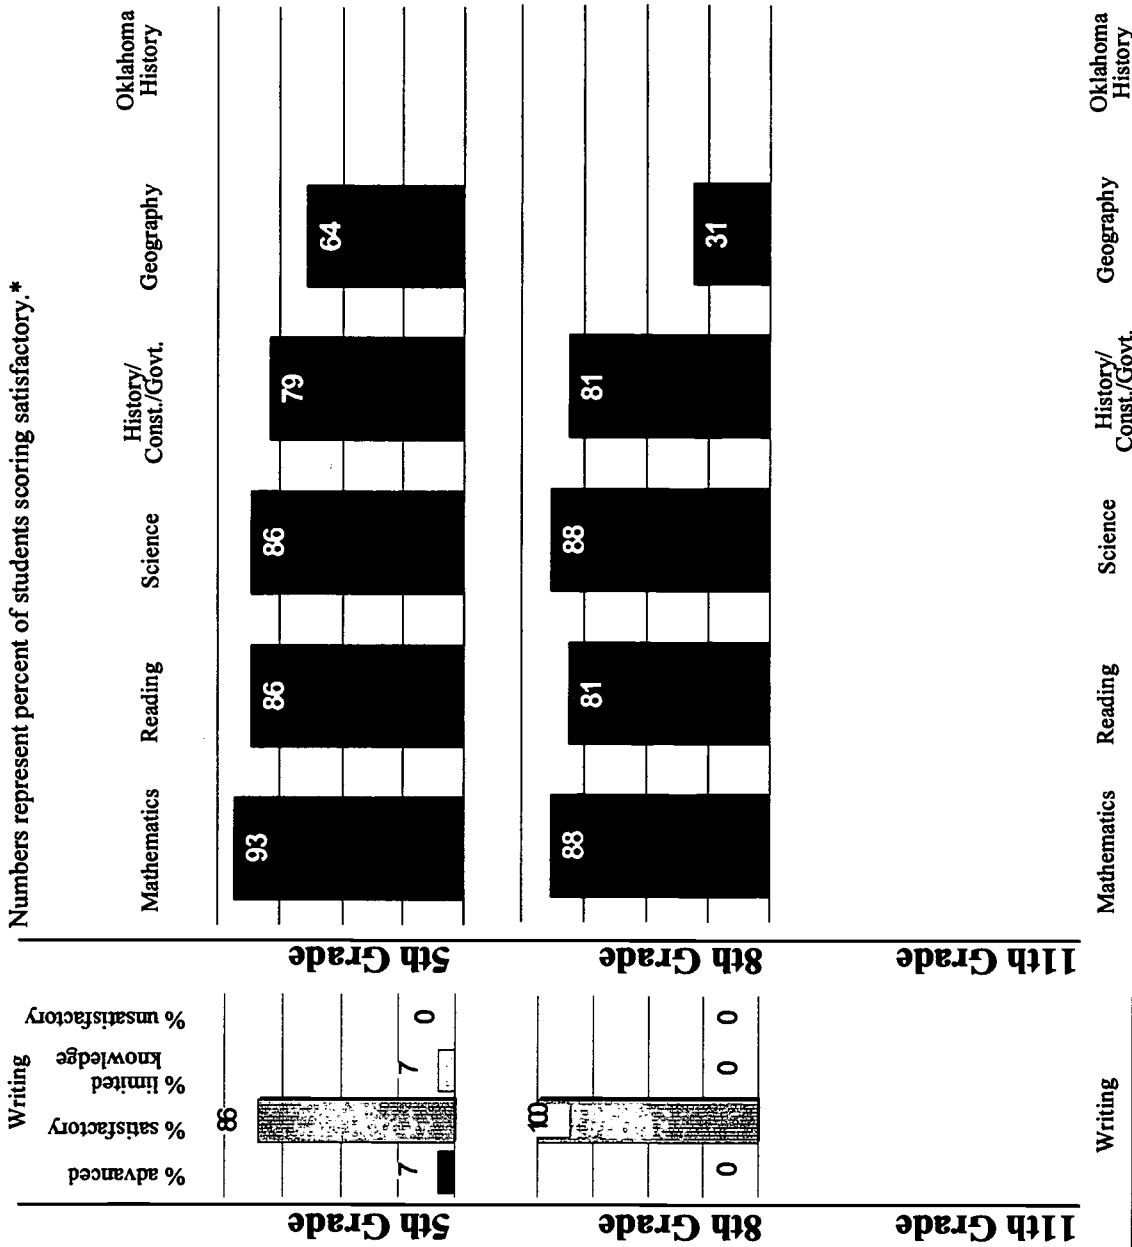 Numbers represent percent of students scoring satisfactory.*
Mathematics
Reading
Science
History/
Const./Govt.
Geography
Oklahoma
History
5th Grade
93
86
86
79
64
8th Grade
88
81
88
81
31
11th Grade
Mathematics
Reading
Science
History/
Const./Govt.
Geography
Oklahoma
History
Writing
% advanced
% satisfactory
% limited
knowledge
% unsatisfactory
5th Grade
7
86
7
0
8th Grade
0
100
0
0
11th Grade
Writing